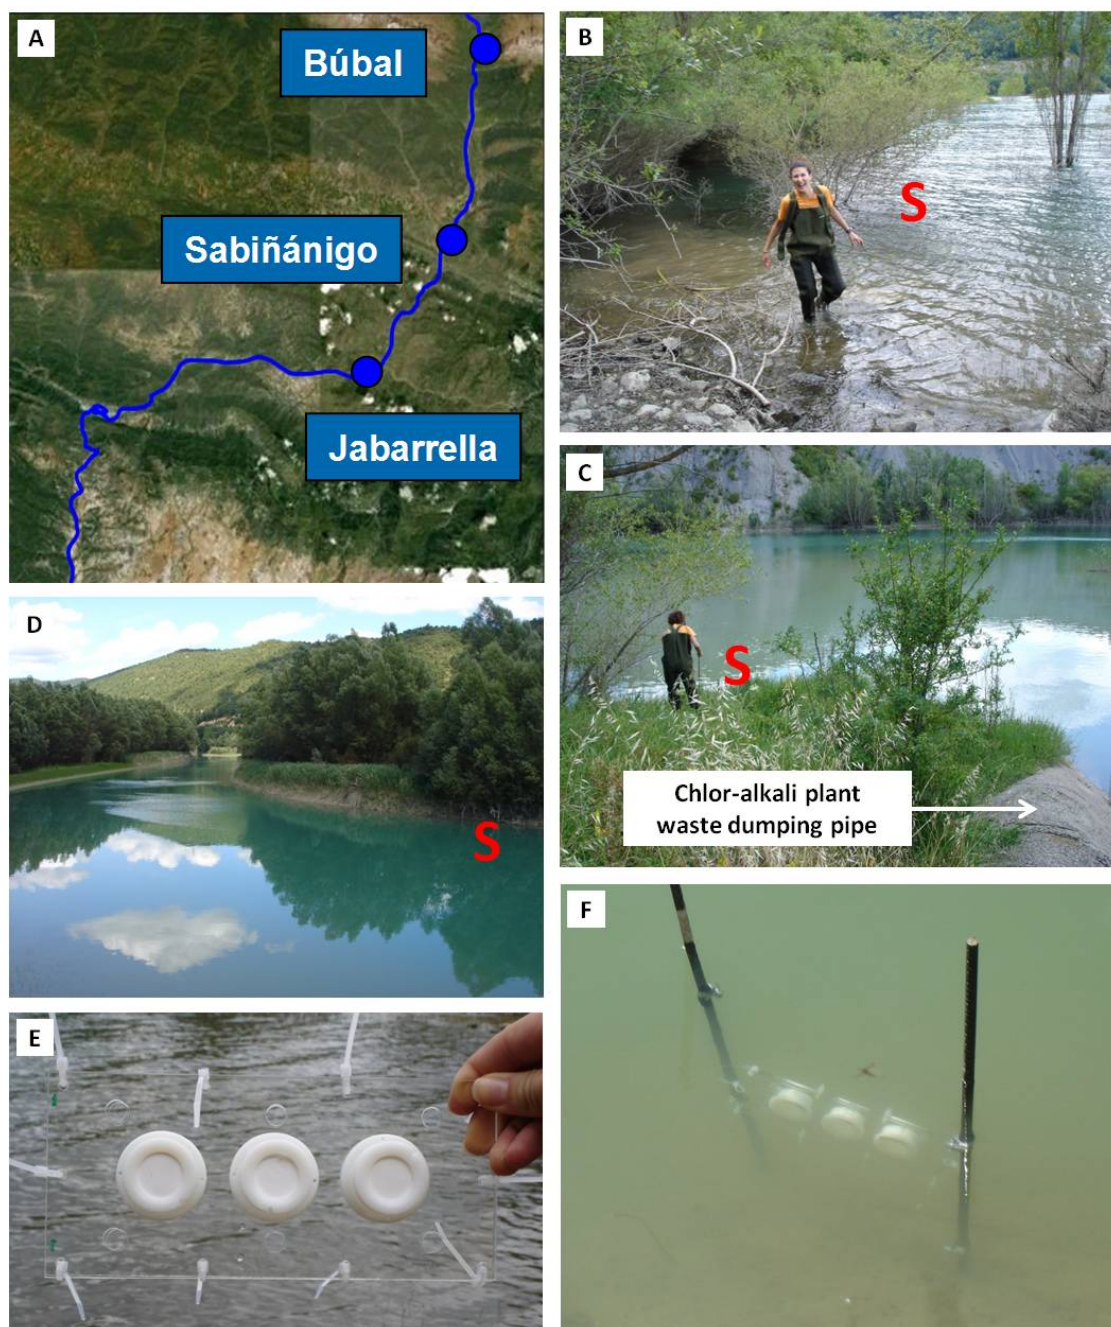 A
Búbal
Sabiñánigo
Jabarrella
B
S
C
S
Chlor-alkali plant
waste dumping pipe
D
S
E
F